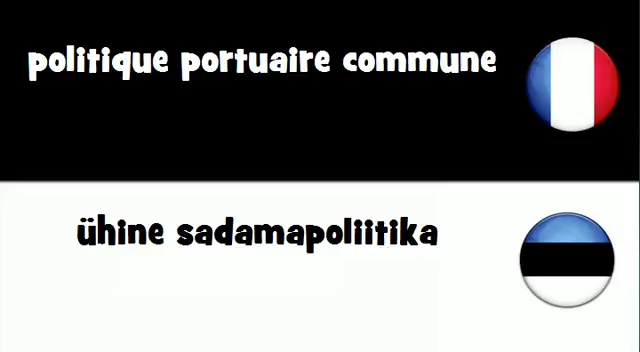 politique portuaire commune
ühine sadamapoliitika